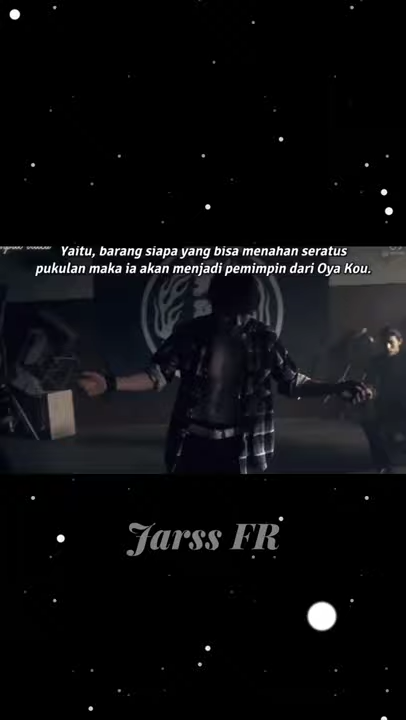 Yaitu, barang siapa yang bisa menahan seratus
pukulan maka ia akan menjadi pemimpin dari Oya Kou.
Jarss FR